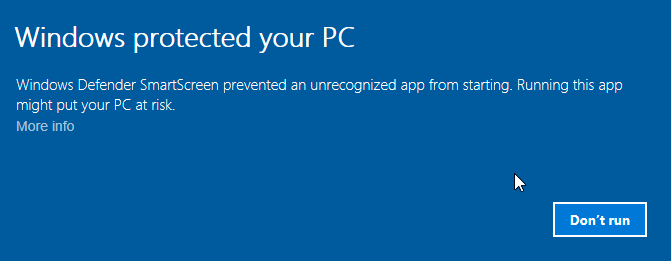 Windows protected your PC
Windows Defender SmartScreen prevented an unrecognized app from starting. Running this app
might put your PC at risk.
More info
Don't run